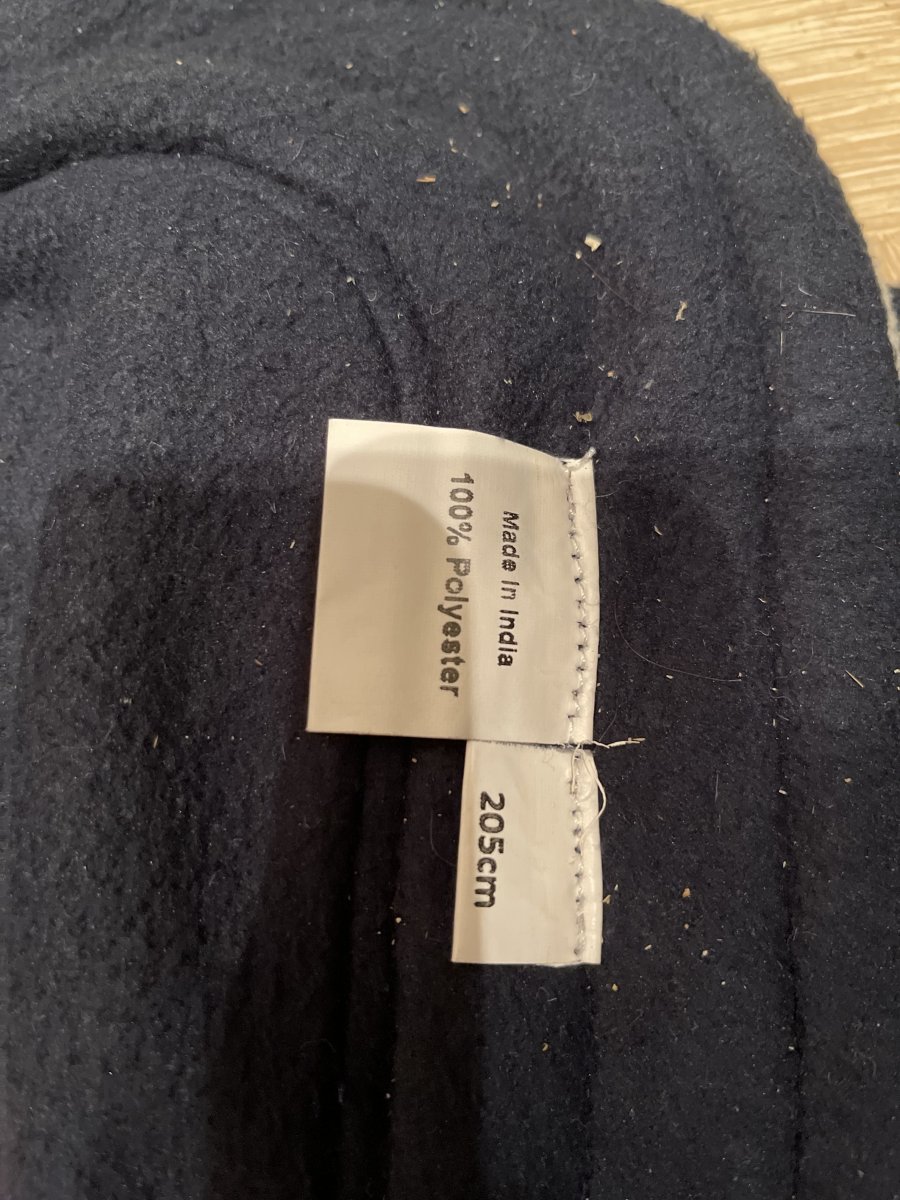 Made In India
100% Polyester
205cm